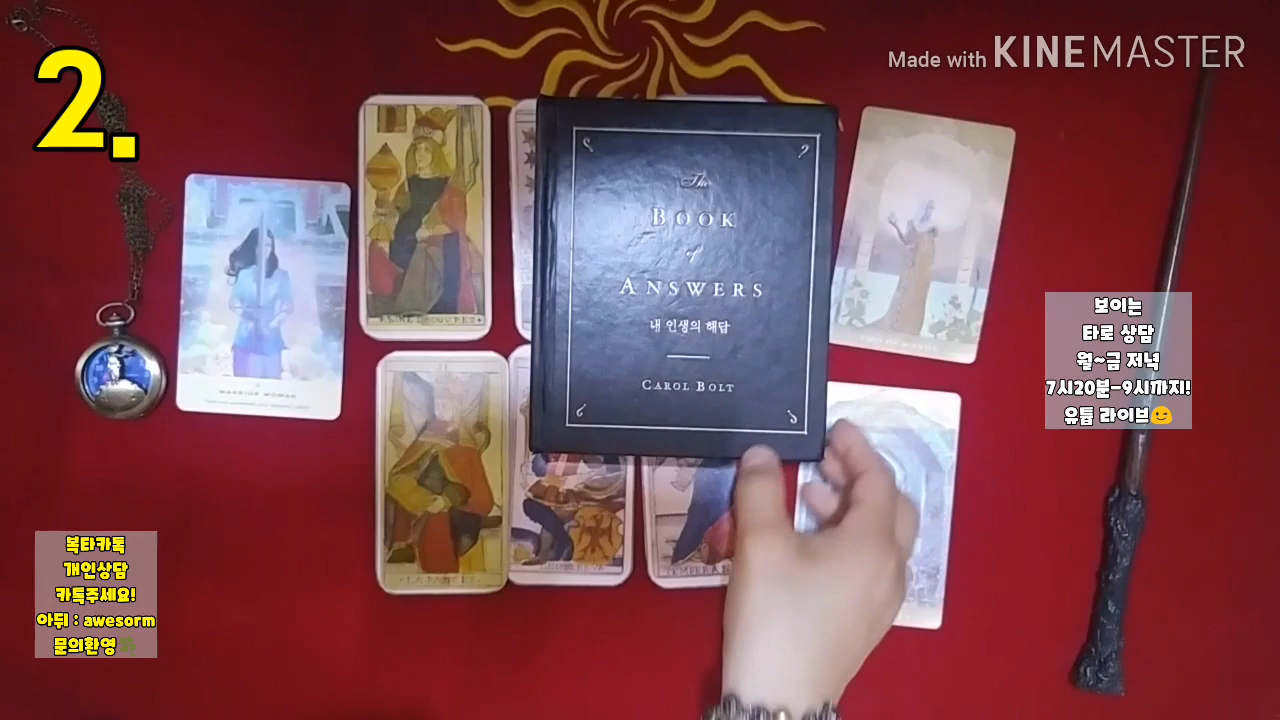 2.
Made with KINEMASTER
The
BOOK
of
ANSWERS
내 인생의 해답
CAROL BOLT
WARRIOR WOMAN
보이는
타로 상담
월~금 저녁
7시20분-9시까지!
유튭 라이브😉
복타카톡
개인상담
카톡주세요!
아뒤 : awesorm
문의환영🌿